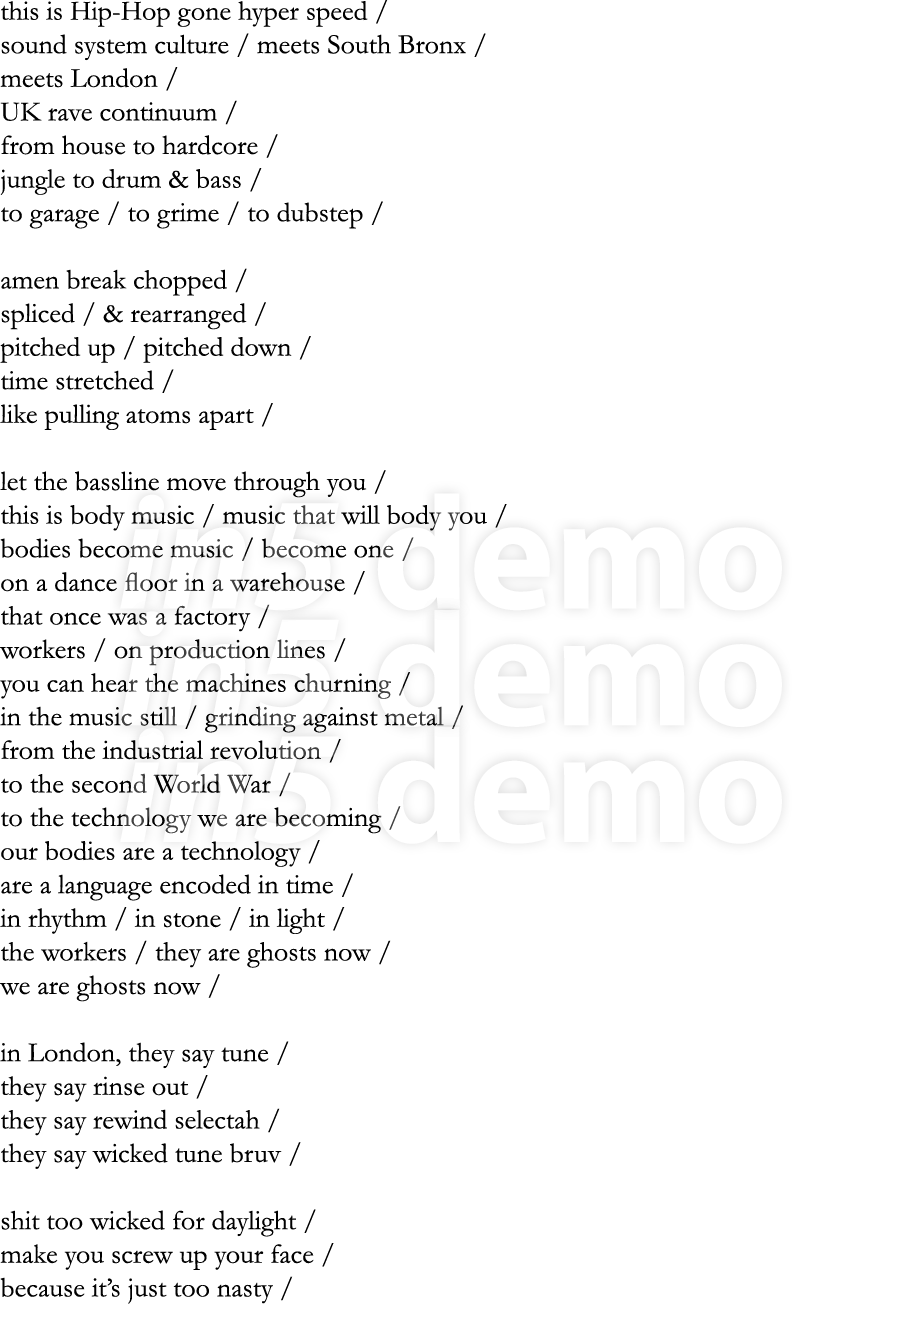 this is Hip-Hop gone hyper speed /
sound system culture / meets South Bronx /
meets London /
UK rave continuum /
from house to hardcore /
jungle to drum & bass /
to garage / to grime / to dubstep /

amen break chopped /
spliced / & rearranged /
pitched up / pitched down /
time stretched /
like pulling atoms apart /

let the bassline move through you /
this is body music / music that will body you /
bodies become music / become one /
on a dance floor in a warehouse /
that once was a factory /
workers / on production lines /
you can hear the machines churning /
in the music still / grinding against metal /
from the industrial revolution /
to the second World War /
to the technology we are becoming /
our bodies are a technology /
are a language encoded in time /
in rhythm / in stone / in light /
the workers / they are ghosts now /
we are ghosts now /

in London, they say tune /
they say rinse out /
they say rewind selectah /
they say wicked tune bruv /

shit too wicked for daylight /
make you screw up your face /
because it’s just too nasty /

in5 demo
in5 demo
in5 demo